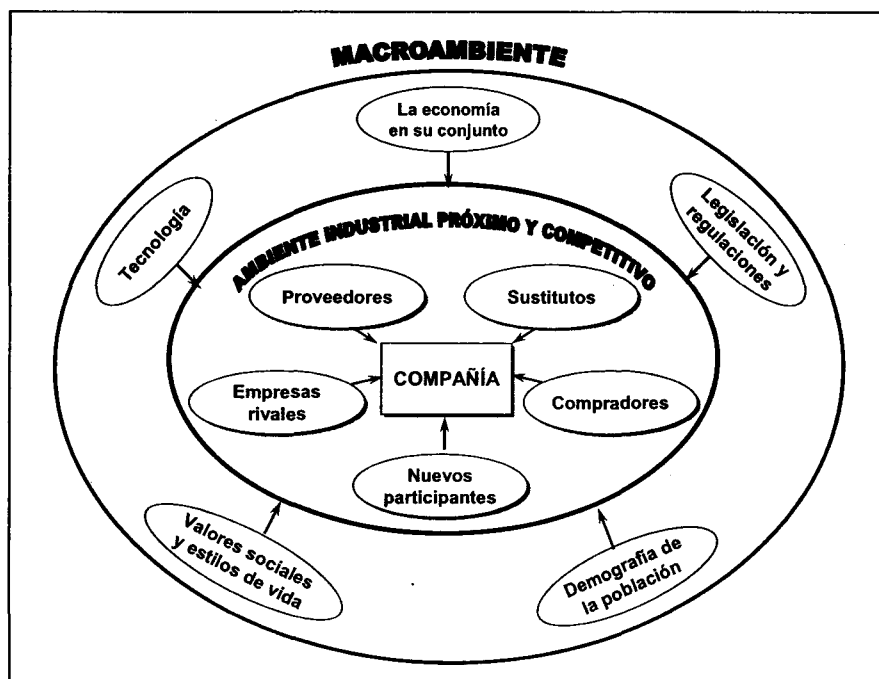 MACROAMBIENTE
La economía
en su conjunto
Tecnología
Legislación y
regulaciones
AMBIENTE INDUSTRIAL PRÓXIMO Y COMPETITIVO
Proveedores
Sustitutos
COMPAÑÍA
Empresas
rivales
Compradores
Nuevos
participantes
Valores sociales
y estilos de vida
Demografía de
la población